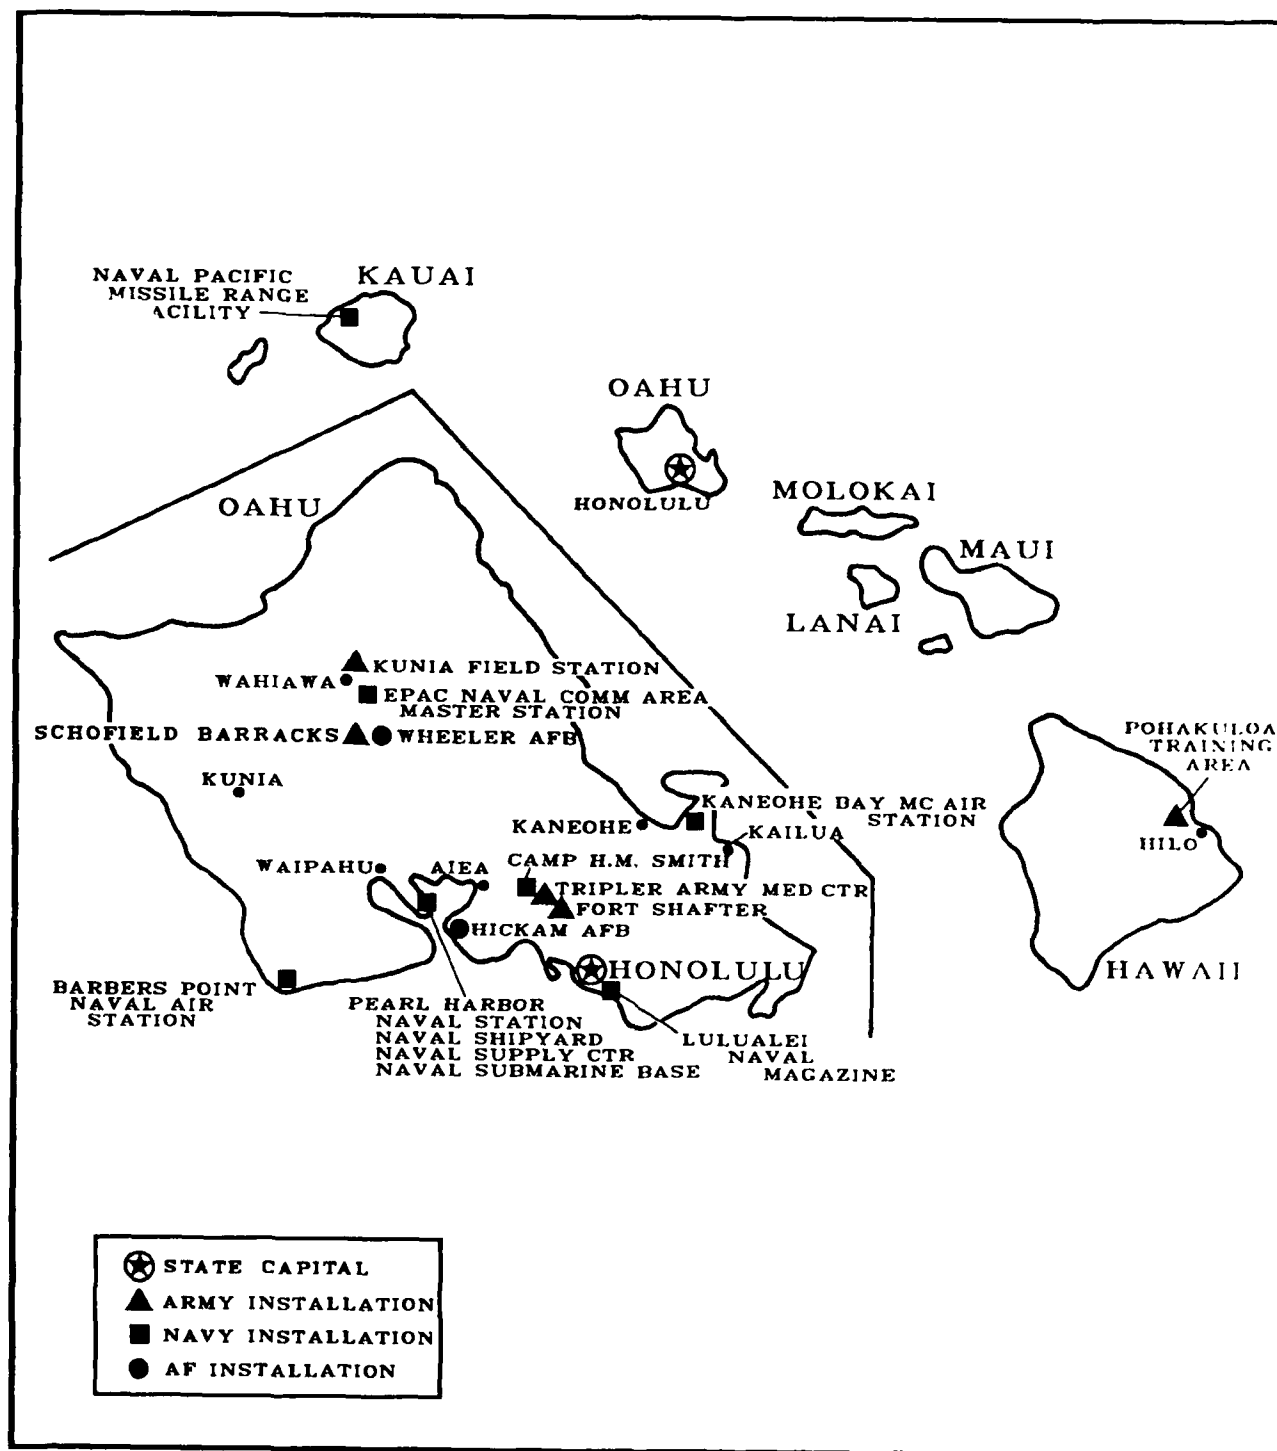 NAVAL PACIFIC
MISSILE RANGE
ACILITY
KAUAI
OAHU
HONOLULU
MOLOKAI
MAUI
LANAI
OAHU
KUNIA FIELD STATION
WAHIAWA
EPAC NAVAL COMM AREA
MASTER STATION
SCHOFIELD BARRACKS
WHEELER AFB
KUNIA
POHAKULOA
TRAINING
AREA
HILO
HAWAII
KANEOHE BAY MC AIR
STATION
KANEOHE
KAILUA
CAMP H.M. SMITH
WAIPAHU
AIEA
TRIPLER ARMY MED CTR
FORT SHAFTER
HICKAM AFB
HONOLULU
BARBERS POINT
NAVAL AIR
STATION
PEARL HARBOR
NAVAL STATION
NAVAL SHIPYARD
NAVAL SUPPLY CTR
NAVAL SUBMARINE BASE
LULUALEI
NAVAL
MAGAZINE
STATE CAPITAL
ARMY INSTALLATION
NAVY INSTALLATION
AF INSTALLATION